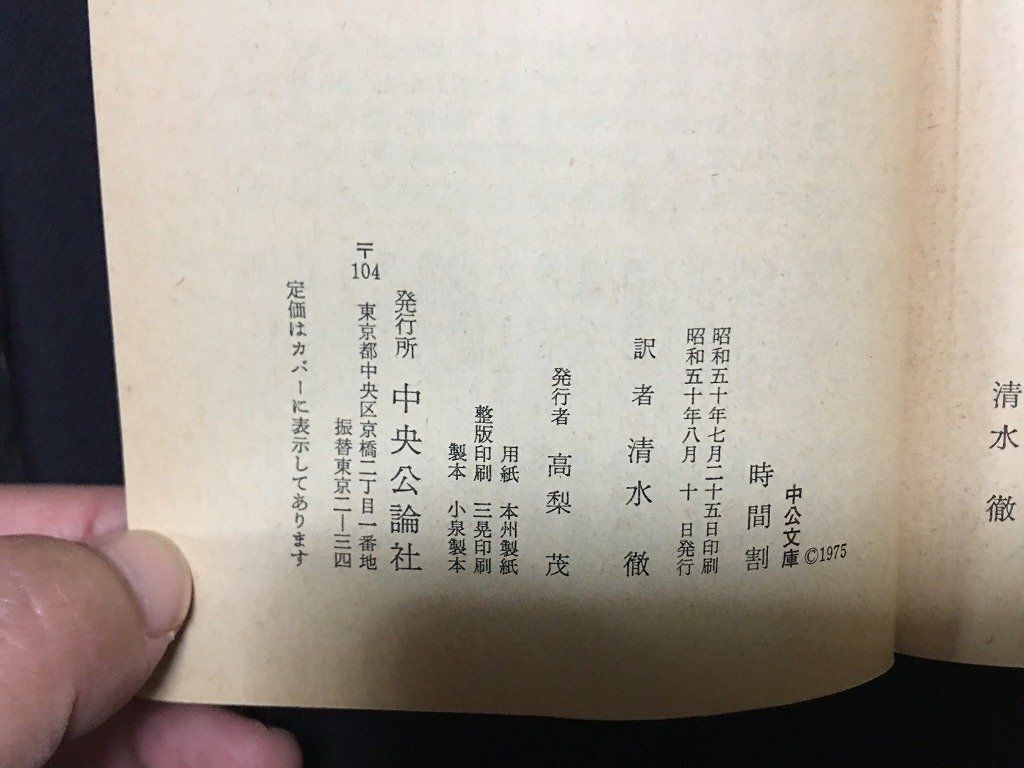 清水 徹
©1975
中公文庫
時間割
昭和五十年七月二十五日印刷
昭和五十年八月 十 日発行
訳者 清水 徹
発行者 高梨 茂
用紙 本州製紙
整版印刷 三晃印刷
製本 小泉製本
発行所 中央公論社
〒104 東京都中央区京橋二丁目一番地
振替東京二―三四
定価はカバーに表示してあります